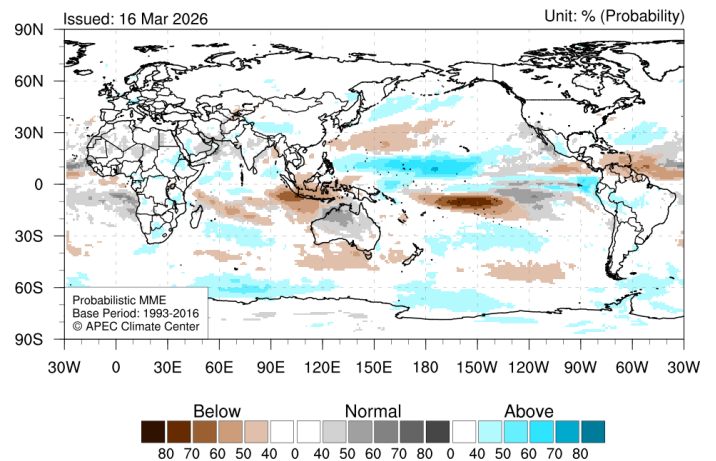 Issued: 16 Mar 2026
Unit: % (Probability)
90N
60N
30N
0
30S
60S
90S
Probabilistic MME
Base Period: 1993-2016
© APEC Climate Center
30W 0 30E 60E 90E 120E 150E 180 150W 120W 90W 60W 30W
Below Normal Above
80 70 60 50 40 0 40 50 60 70 80 0 40 50 60 70 80